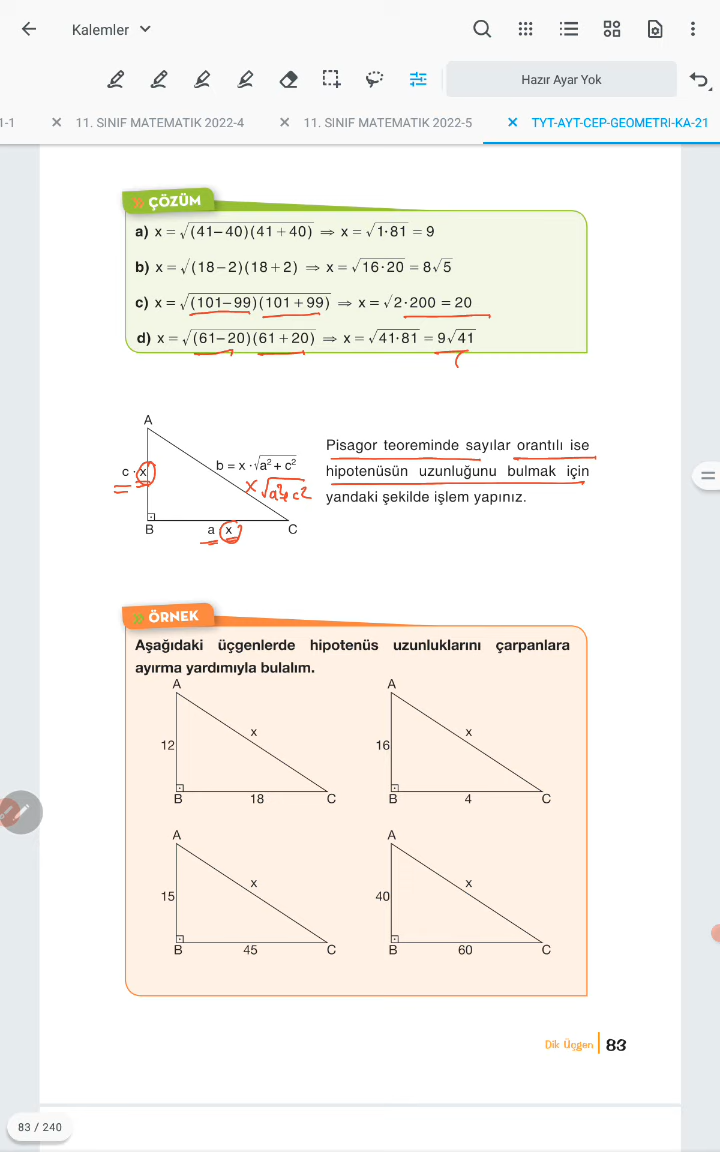 Kalemler
Hazır Ayar Yok
1-1
11. SINIF MATEMATIK 2022-4
11. SINIF MATEMATIK 2022-5
TYT-AYT-CEP-GEOMETRI-KA-21
ÇÖZÜM
a) x = √(41–40)(41+40) ⇒ x = √1·81 = 9
b) x = √(18–2)(18+2) ⇒ x = √16·20 = 8√5
c) x = √(101–99)(101+99) ⇒ x = √2·200 = 20
d) x = √(61–20)(61+20) ⇒ x = √41·81 = 9√41
A
c · x
b = x · √a²+c²
x √a²+c²
B
a x
C
Pisagor teoreminde sayılar orantılı ise
hipotenüsün uzunluğunu bulmak için
yandaki şekilde işlem yapınız.
ÖRNEK
Aşağıdaki üçgenlerde hipotenüs uzunluklarını çarpanlara
ayırma yardımıyla bulalım.
A
12
x
B
18
C
A
16
x
B
4
C
A
15
x
B
45
C
A
40
x
B
60
C
Dik Üçgen 83
83 / 240